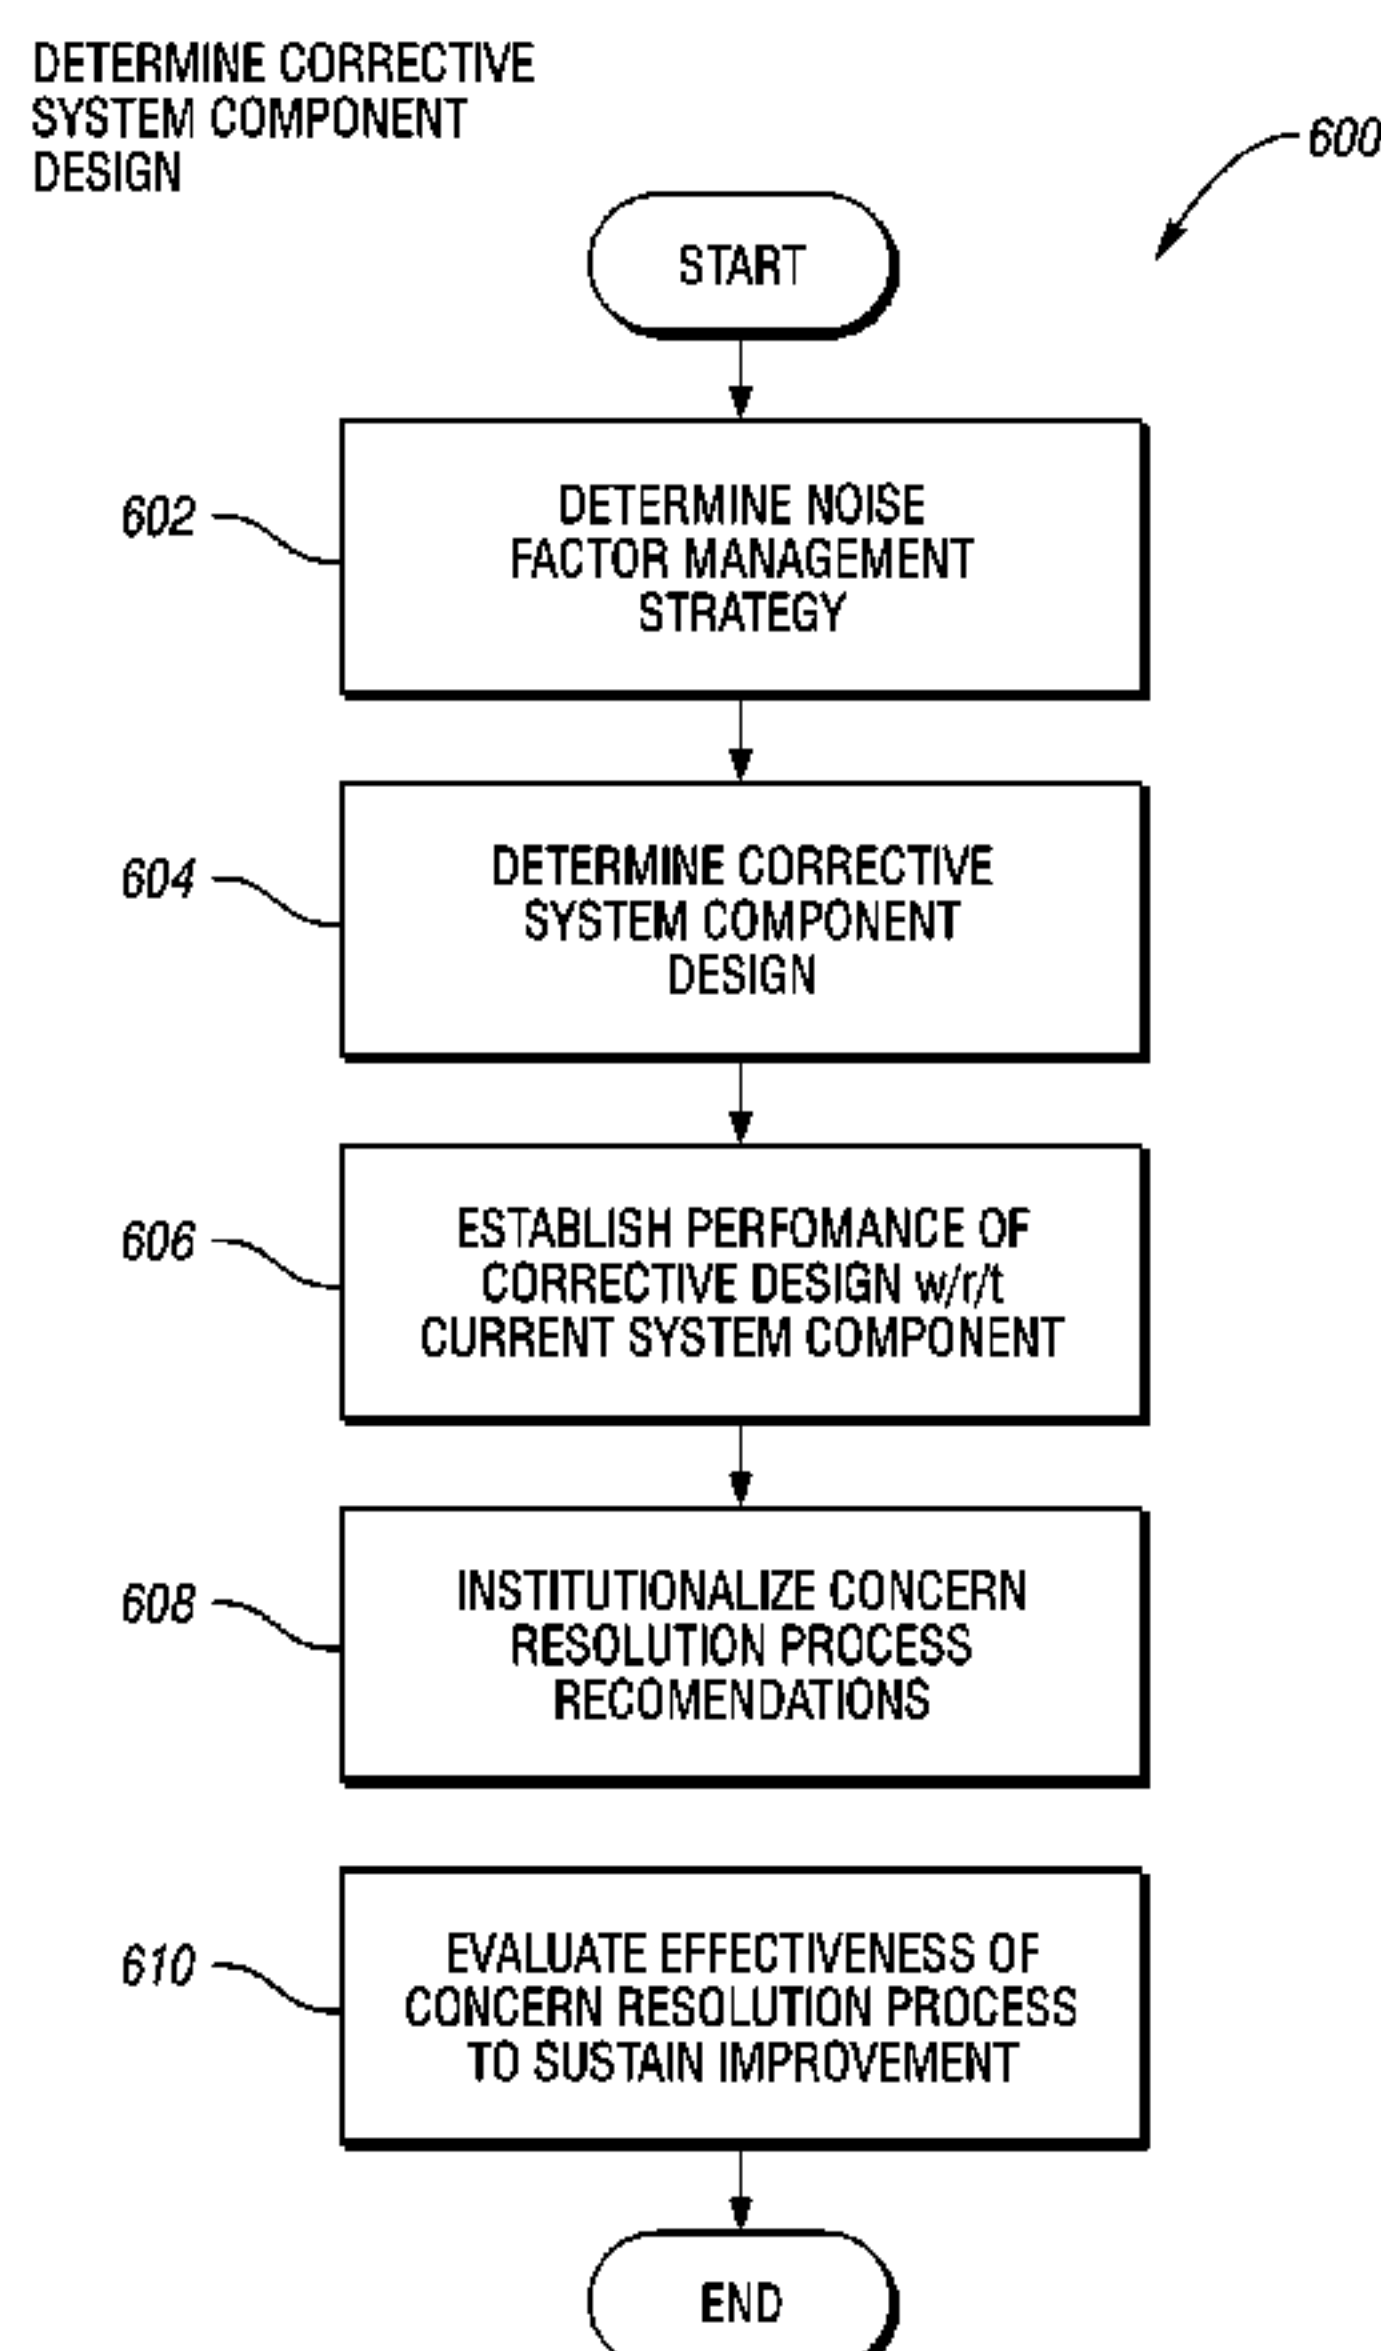 DETERMINE CORRECTIVE
SYSTEM COMPONENT
DESIGN
600
START
602
DETERMINE NOISE
FACTOR MANAGEMENT
STRATEGY
604
DETERMINE CORRECTIVE
SYSTEM COMPONENT
DESIGN
606
ESTABLISH PERFOMANCE OF
CORRECTIVE DESIGN w/r/t
CURRENT SYSTEM COMPONENT
608
INSTITUTIONALIZE CONCERN
RESOLUTION PROCESS
RECOMENDATIONS
610
EVALUATE EFFECTIVENESS OF
CONCERN RESOLUTION PROCESS
TO SUSTAIN IMPROVEMENT
END